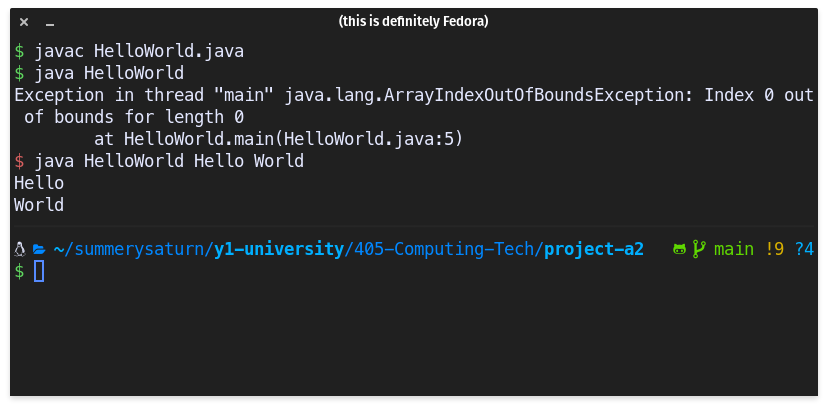 (this is definitely Fedora)
$ javac HelloWorld.java
$ java HelloWorld
Exception in thread "main" java.lang.ArrayIndexOutOfBoundsException: Index 0 out
 of bounds for length 0
        at HelloWorld.main(HelloWorld.java:5)
$ java HelloWorld Hello World
Hello
World
~/summerysaturn/y1-university/405-Computing-Tech/project-a2 main !9 ?4
$